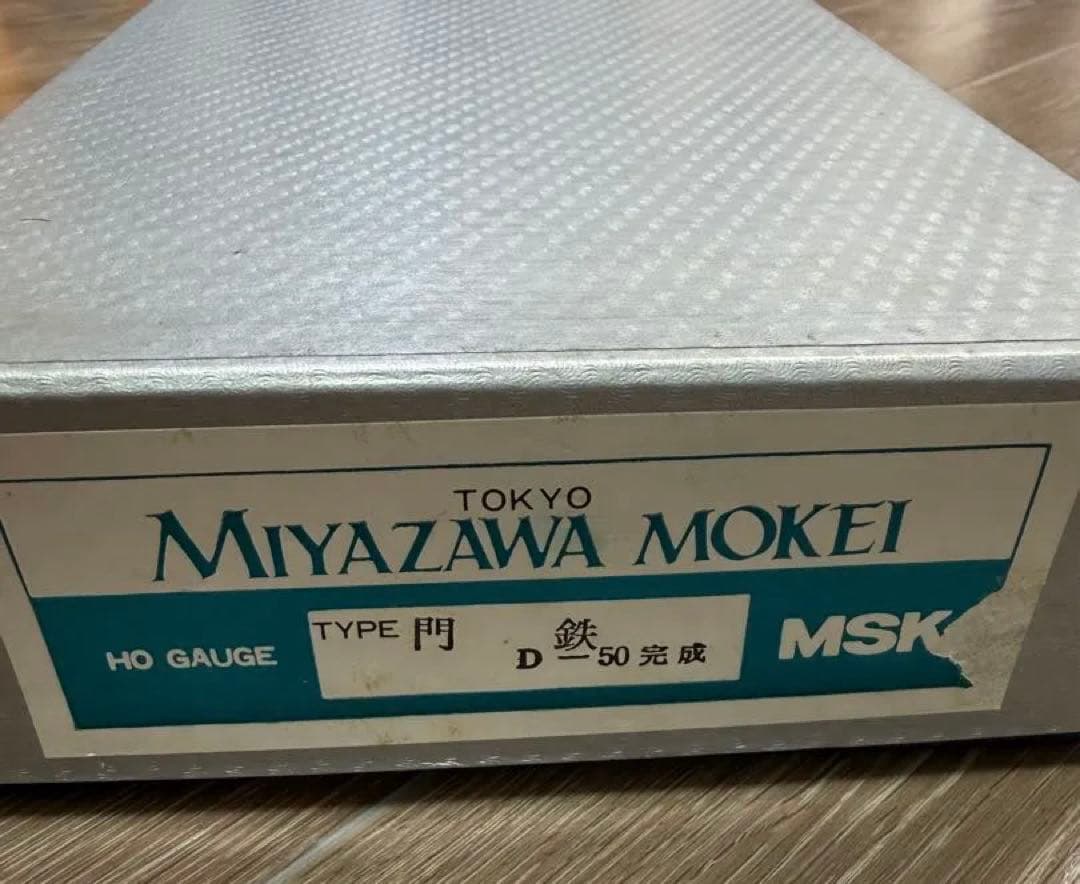 TOKYO
MIYAZAWA MOKEI
HO GAUGE
TYPE 門 鉄
D-50 完成
MSK